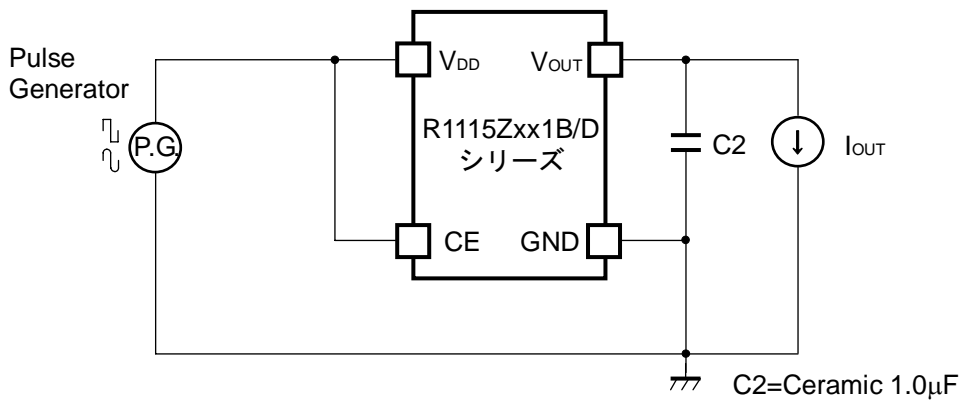 Pulse
Generator
P.G.
VDD
VOUT
R1115Zxx1B/D
シリーズ
CE
GND
C2
IOUT
C2=Ceramic 1.0μF